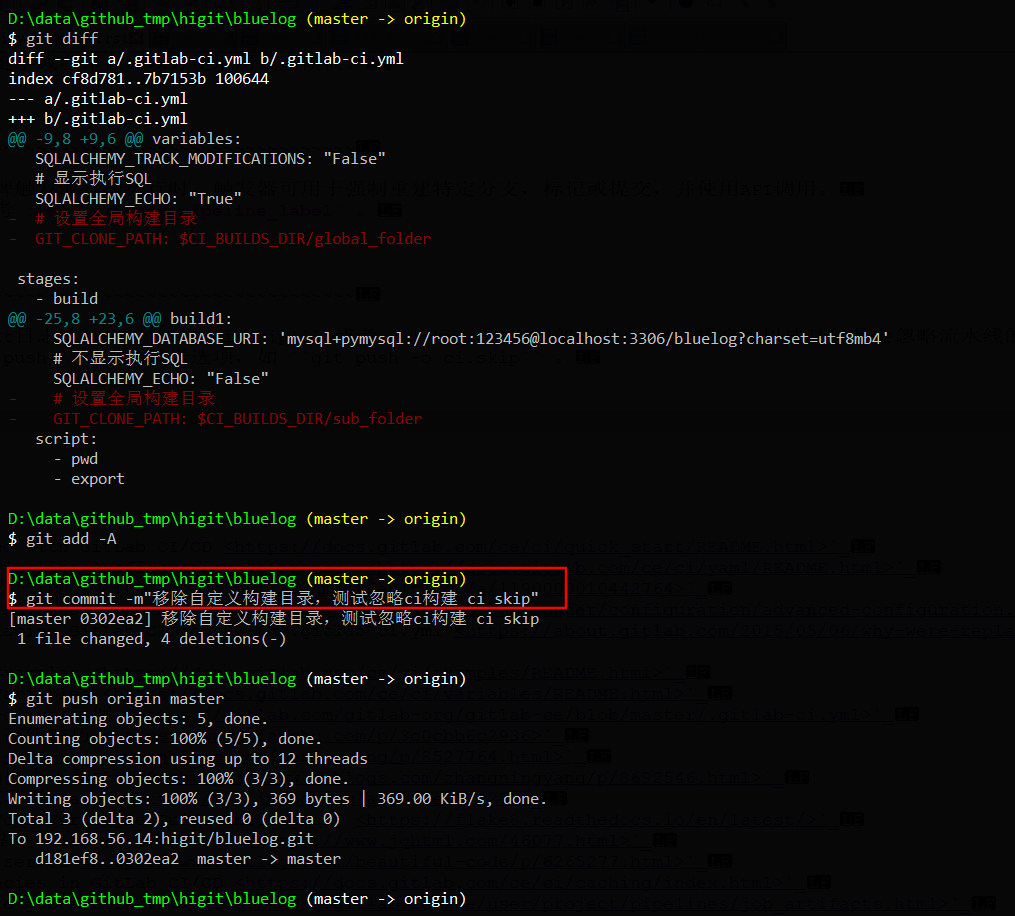 D:\data\github_tmp\higit\bluelog (master -> origin)
$ git diff
diff --git a/.gitlab-ci.yml b/.gitlab-ci.yml
index cf8d781..7b7153b 100644
--- a/.gitlab-ci.yml
+++ b/.gitlab-ci.yml
@@ -9,8 +9,6 @@ variables:
   SQLALCHEMY_TRACK_MODIFICATIONS: "False"
   # 显示执行SQL
   SQLALCHEMY_ECHO: "True"
-  # 设置全局构建目录
-  GIT_CLONE_PATH: $CI_BUILDS_DIR/global_folder

 stages:
   - build
@@ -25,8 +23,6 @@ build1:
     SQLALCHEMY_DATABASE_URI: 'mysql+pymysql://root:123456@localhost:3306/bluelog?charset=utf8mb4'
     # 不显示执行SQL
     SQLALCHEMY_ECHO: "False"
-    # 设置全局构建目录
-    GIT_CLONE_PATH: $CI_BUILDS_DIR/sub_folder
   script:
     - pwd
     - export

D:\data\github_tmp\higit\bluelog (master -> origin)
$ git add -A

D:\data\github_tmp\higit\bluelog (master -> origin)
$ git commit -m"移除自定义构建目录，测试忽略ci构建 ci skip"
[master 0302ea2] 移除自定义构建目录，测试忽略ci构建 ci skip
 1 file changed, 4 deletions(-)

D:\data\github_tmp\higit\bluelog (master -> origin)
$ git push origin master
Enumerating objects: 5, done.
Counting objects: 100% (5/5), done.
Delta compression using up to 12 threads
Compressing objects: 100% (3/3), done.
Writing objects: 100% (3/3), 369 bytes | 369.00 KiB/s, done.
Total 3 (delta 2), reused 0 (delta 0)
To 192.168.56.14:higit/bluelog.git
   d181ef8..0302ea2  master -> master

D:\data\github_tmp\higit\bluelog (master -> origin)